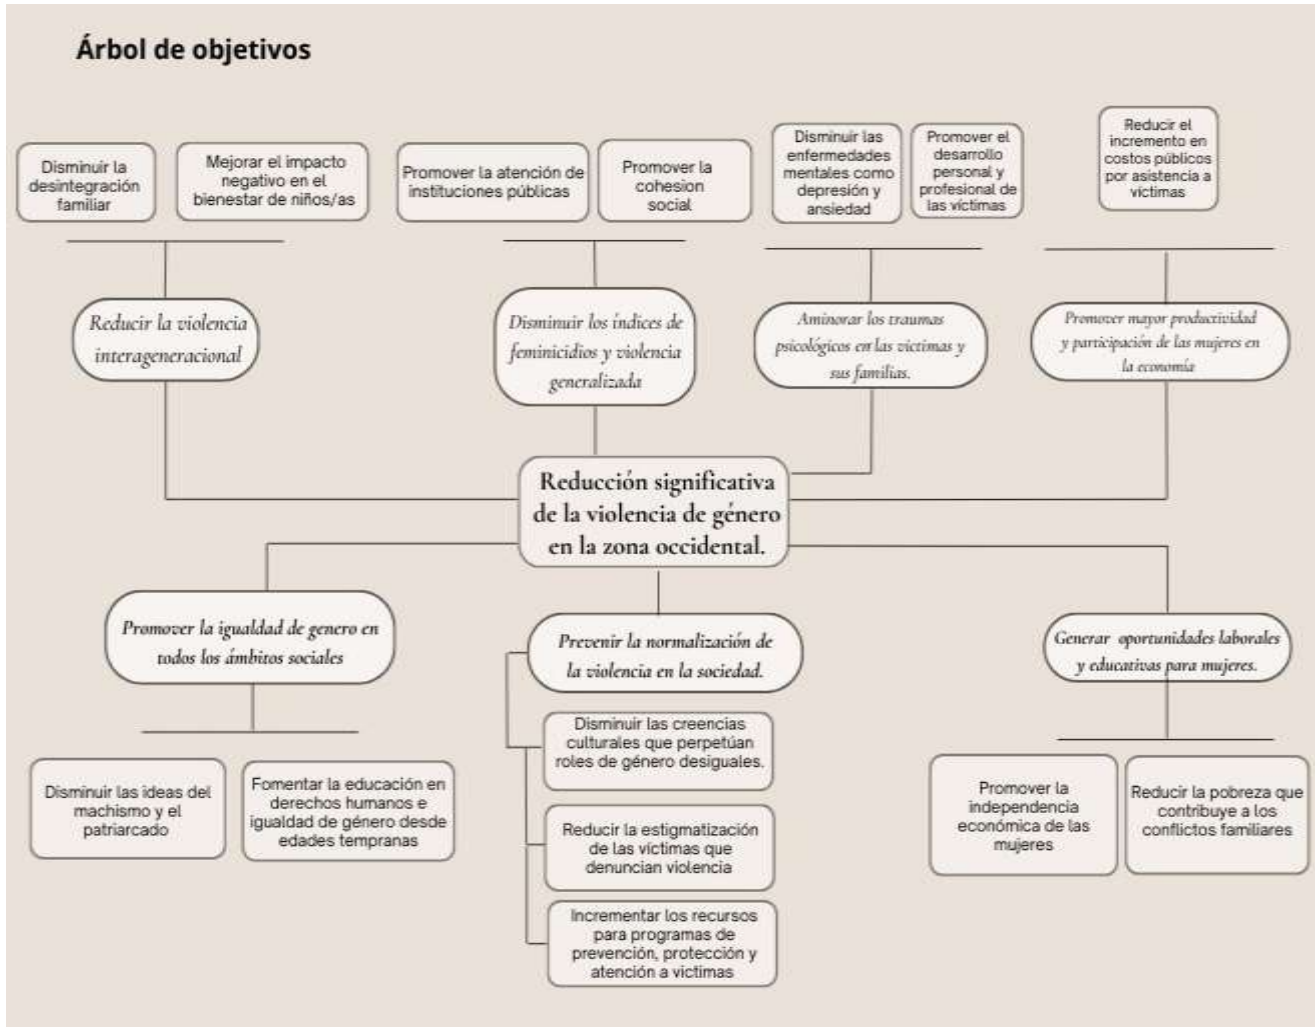 Árbol de objetivos
Disminuir la
desintegración
familiar
Mejorar el impacto
negativo en el
bienestar de niños/as
Promover la atención de
instituciones públicas
Promover la
cohesion
social
Disminuir las
enfermedades
mentales como
depresión y
ansiedad
Promover el
desarrollo
personal y
profesional de
las víctimas
Reducir el
incremento en
costos públicos
por asistencia a
víctimas
Reducir la violencia
interageneracional
Disminuir los índices de
feminicidios y violencia
generalizada
Aminorar los traumas
psicológicos en las victimas y
sus familias.
Promover mayor productividad
y participación de las mujeres en
la economía
Reducción significativa
de la violencia de género
en la zona occidental.
Promover la igualdad de genero en
todos los ámbitos sociales
Prevenir la normalización de
la violencia en la sociedad.
Generar oportunidades laborales
y educativas para mujeres.
Disminuir las ideas del
machismo y el
patriarcado
Fomentar la educación en
derechos humanos e
igualdad de género desde
edades tempranas
Disminuir las creencias
culturales que perpetúan
roles de género desiguales.
Reducir la estigmatización
de las víctimas que
denuncian violencia
Incrementar los recursos
para programas de
prevención, protección y
atención a victimas
Promover la
independencia
económica de las
mujeres
Reducir la pobreza que
contribuye a los
conflictos familiares